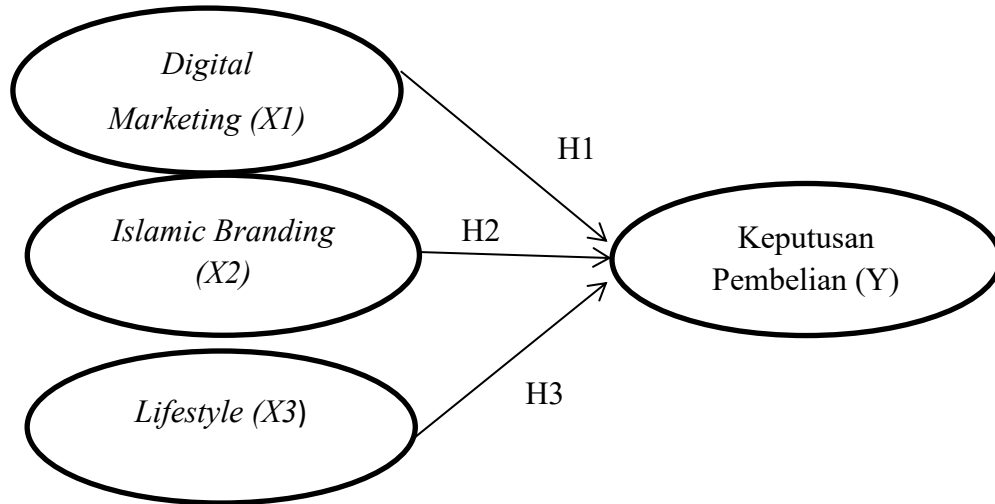 Digital
Marketing (X1)
H1
Islamic Branding
(X2)
H2
Keputusan
Pembelian (Y)
Lifestyle (X3)
H3